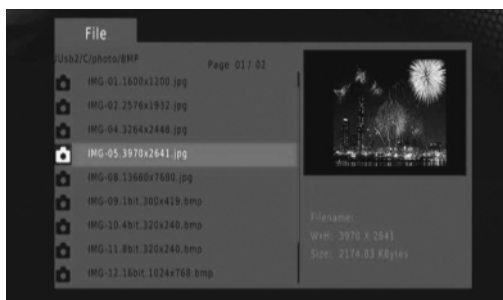 File
/Usb2/C/photo/BMP
Page 01/ 02
IMG-01.1600x1200.jpg
IMG-02.2576x1932.jpg
IMG-04.3264x2448.jpg
IMG-05.3970x2641.jpg
IMG-08.13660x7680.jpg
IMG-09.1bit.300x419.bmp
IMG-10.4bit.320x240.bmp
IMG-11.8bit.320x240.bmp
IMG-12.16bit.1024x768.bmp
Filename:
WxH: 3970 X 2641
Size: 2174.83 KBytes